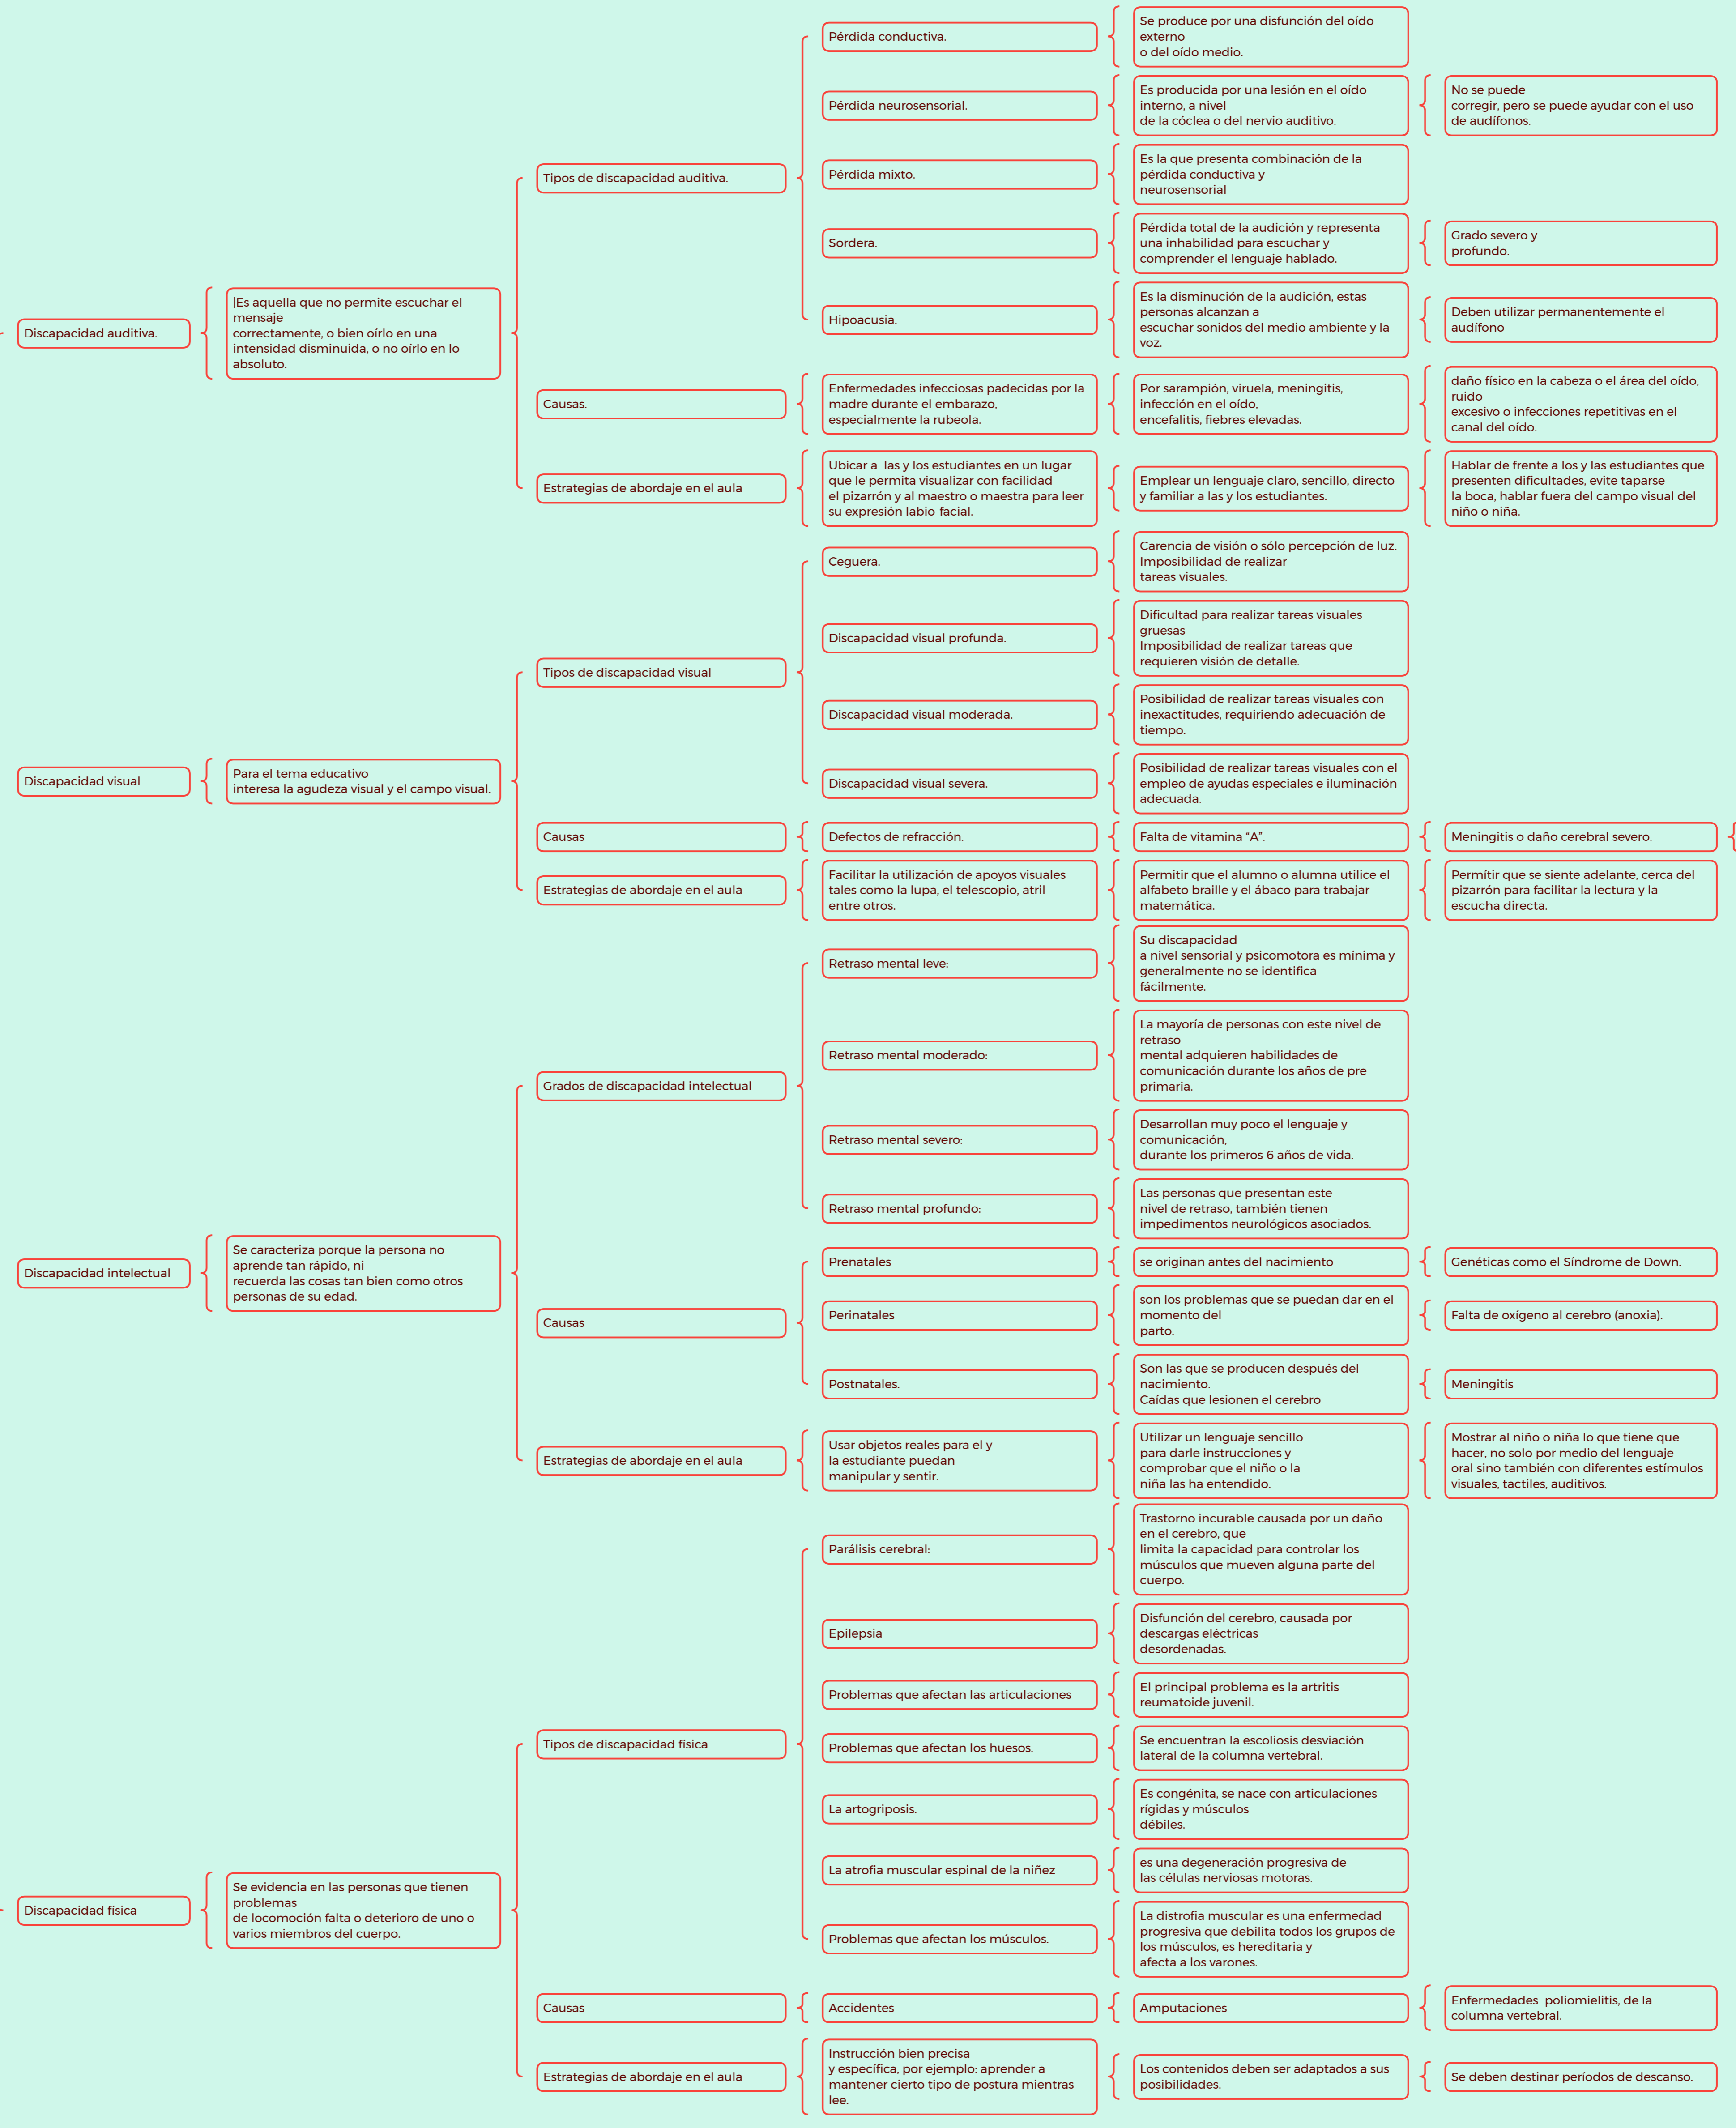 Discapacidad auditiva.
|Es aquella que no permite escuchar el
mensaje
correctamente, o bien oírlo en una
intensidad disminuida, o no oírlo en lo
absoluto.
Tipos de discapacidad auditiva.
Pérdida conductiva.
Se produce por una disfunción del oído
externo
o del oído medio.
Pérdida neurosensorial.
Es producida por una lesión en el oído
interno, a nivel
de la cóclea o del nervio auditivo.
No se puede
corregir, pero se puede ayudar con el uso
de audífonos.
Pérdida mixto.
Es la que presenta combinación de la
pérdida conductiva y
neurosensorial
Sordera.
Pérdida total de la audición y representa
una inhabilidad para escuchar y
comprender el lenguaje hablado.
Grado severo y
profundo.
Hipoacusia.
Es la disminución de la audición, estas
personas alcanzan a
escuchar sonidos del medio ambiente y la
voz.
Deben utilizar permanentemente el
audífono
Causas.
Enfermedades infecciosas padecidas por la
madre durante el embarazo,
especialmente la rubeola.
Por sarampión, viruela, meningitis,
infección en el oído,
encefalitis, fiebres elevadas.
daño físico en la cabeza o el área del oído,
ruido
excesivo o infecciones repetitivas en el
canal del oído.
Estrategias de abordaje en el aula
Ubicar a  las y los estudiantes en un lugar
que le permita visualizar con facilidad
el pizarrón y al maestro o maestra para leer
su expresión labio-facial.
Emplear un lenguaje claro, sencillo, directo
y familiar a las y los estudiantes.
Hablar de frente a los y las estudiantes que
presenten dificultades, evite taparse
la boca, hablar fuera del campo visual del
niño o niña.
Discapacidad visual
Para el tema educativo
interesa la agudeza visual y el campo visual.
Tipos de discapacidad visual
Ceguera.
Carencia de visión o sólo percepción de luz.
Imposibilidad de realizar
tareas visuales.
Discapacidad visual profunda.
Dificultad para realizar tareas visuales
gruesas
Imposibilidad de realizar tareas que
requieren visión de detalle.
Discapacidad visual moderada.
Posibilidad de realizar tareas visuales con
inexactitudes, requiriendo adecuación de
tiempo.
Discapacidad visual severa.
Posibilidad de realizar tareas visuales con el
empleo de ayudas especiales e iluminación
adecuada.
Causas
Defectos de refracción.
Falta de vitamina “A”.
Meningitis o daño cerebral severo.
Estrategias de abordaje en el aula
Facilitar la utilización de apoyos visuales
tales como la lupa, el telescopio, atril
entre otros.
Permitir que el alumno o alumna utilice el
alfabeto braille y el ábaco para trabajar
matemática.
Permítir que se siente adelante, cerca del
pizarrón para facilitar la lectura y la
escucha directa.
Discapacidad intelectual
Se caracteriza porque la persona no
aprende tan rápido, ni
recuerda las cosas tan bien como otros
personas de su edad.
Grados de discapacidad intelectual
Retraso mental leve:
Su discapacidad
a nivel sensorial y psicomotora es mínima y
generalmente no se identifica
fácilmente.
Retraso mental moderado:
La mayoría de personas con este nivel de
retraso
mental adquieren habilidades de
comunicación durante los años de pre
primaria.
Retraso mental severo:
Desarrollan muy poco el lenguaje y
comunicación,
durante los primeros 6 años de vida.
Retraso mental profundo:
Las personas que presentan este
nivel de retraso, también tienen
impedimentos neurológicos asociados.
Causas
Prenatales
se originan antes del nacimiento
Genéticas como el Síndrome de Down.
Perinatales
son los problemas que se puedan dar en el
momento del
parto.
Falta de oxígeno al cerebro (anoxia).
Postnatales.
Son las que se producen después del
nacimiento.
Caídas que lesionen el cerebro
Meningitis
Estrategias de abordaje en el aula
Usar objetos reales para el y
la estudiante puedan
manipular y sentir.
Utilizar un lenguaje sencillo
para darle instrucciones y
comprobar que el niño o la
niña las ha entendido.
Mostrar al niño o niña lo que tiene que
hacer, no solo por medio del lenguaje
oral sino también con diferentes estímulos
visuales, tactiles, auditivos.
Discapacidad física
Se evidencia en las personas que tienen
problemas
de locomoción falta o deterioro de uno o
varios miembros del cuerpo.
Tipos de discapacidad física
Parálisis cerebral:
Trastorno incurable causada por un daño
en el cerebro, que
limita la capacidad para controlar los
músculos que mueven alguna parte del
cuerpo.
Epilepsia
Disfunción del cerebro, causada por
descargas eléctricas
desordenadas.
Problemas que afectan las articulaciones
El principal problema es la artritis
reumatoide juvenil.
Problemas que afectan los huesos.
Se encuentran la escoliosis desviación
lateral de la columna vertebral.
La artogriposis.
Es congénita, se nace con articulaciones
rígidas y músculos
débiles.
La atrofia muscular espinal de la niñez
es una degeneración progresiva de
las células nerviosas motoras.
Problemas que afectan los músculos.
La distrofia muscular es una enfermedad
progresiva que debilita todos los grupos de
los músculos, es hereditaria y
afecta a los varones.
Causas
Accidentes
Amputaciones
Enfermedades  poliomielitis, de la
columna vertebral.
Estrategias de abordaje en el aula
Instrucción bien precisa
y específica, por ejemplo: aprender a
mantener cierto tipo de postura mientras
lee.
Los contenidos deben ser adaptados a sus
posibilidades.
Se deben destinar períodos de descanso.